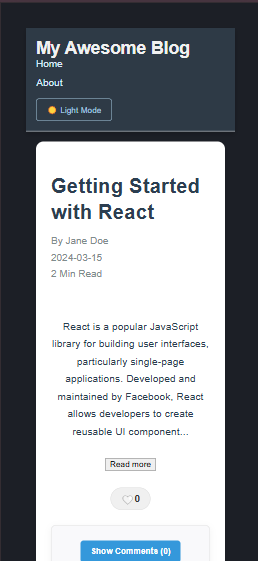 My Awesome Blog
Home
About
Light Mode
Getting Started
with React
By Jane Doe
2024-03-15
2 Min Read
React is a popular JavaScript
library for building user interfaces,
particularly single-page
applications. Developed and
maintained by Facebook, React
allows developers to create
reusable UI component...
Read more
0
Show Comments (0)